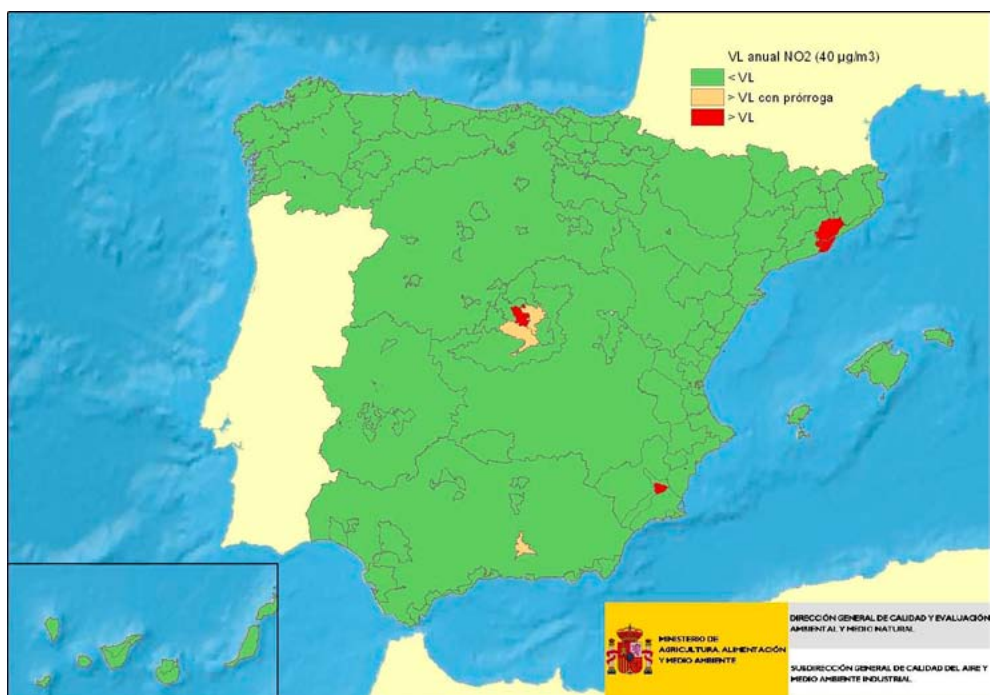 VL anual NO2 (40 µg/m3)
< VL
> VL con prórroga
> VL
MINISTERIO DE
AGRICULTURA, ALIMENTACIÓN
Y MEDIO AMBIENTE
DIRECCIÓN GENERAL DE CALIDAD Y EVALUACIÓN
AMBIENTAL Y MEDIO NATURAL
SUBDIRECCIÓN GENERAL DE CALIDAD DEL AIRE Y
MEDIO AMBIENTE INDUSTRIAL